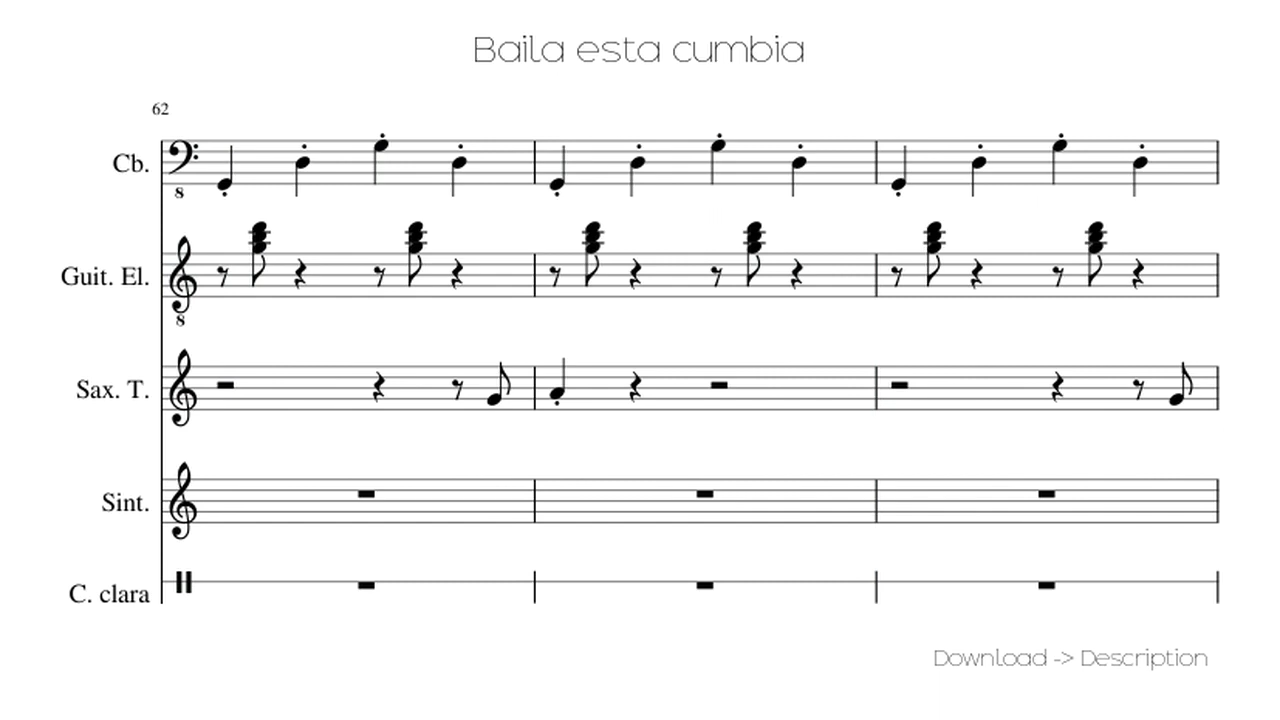 Baila esta cumbia
62
Cb.
8
Guit. El.
8
Sax. T.
Sint.
C. clara
Download -> Description